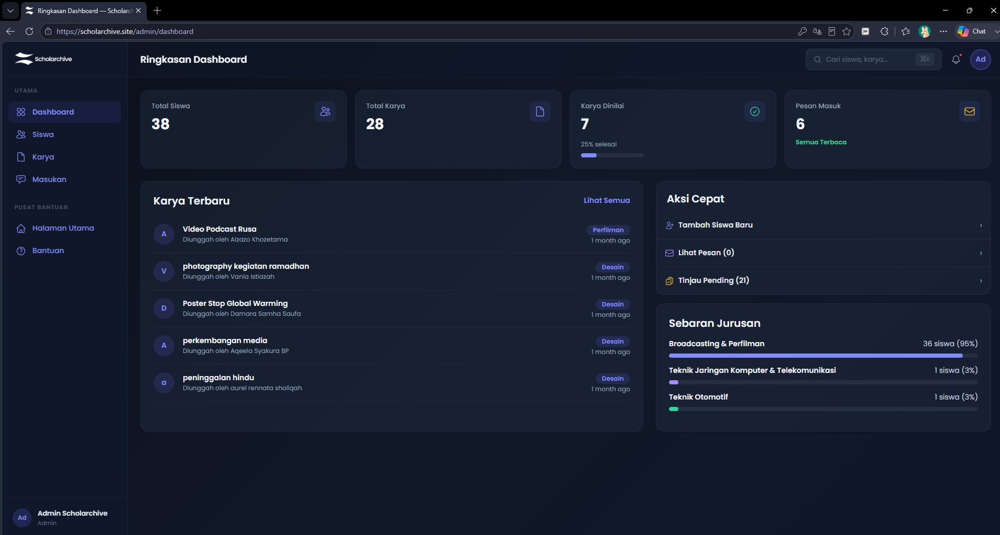 Ringkasan Dashboard — Scholarc
https://scholarchive.site/admin/dashboard
Chat
Scholarchive
Ringkasan Dashboard
Cari siswa, karya...
⌘K
Ad
UTAMA
Dashboard
Siswa
Karya
Masukan
PUSAT BANTUAN
Halaman Utama
Bantuan
Total Siswa
38
Total Karya
28
Karya Dinilai
7
25% selesai
Pesan Masuk
6
Semua Terbaca
Karya Terbaru
Lihat Semua
A
Video Podcast Rusa
Diunggah oleh Alzazo Khozetama
Perfilman
1 month ago
V
photography kegiatan ramadhan
Diunggah oleh Vania Istiazah
Desain
1 month ago
D
Poster Stop Global Warming
Diunggah oleh Damara Samha Saufa
Desain
1 month ago
A
perkembangan media
Diunggah oleh Aqeela Syakura BP
Desain
1 month ago
a
peninggalan hindu
Diunggah oleh aurel rennata sholiqah
Desain
1 month ago
Aksi Cepat
Tambah Siswa Baru
Lihat Pesan (0)
Tinjau Pending (21)
Sebaran Jurusan
Broadcasting & Perfilman
36 siswa (95%)
Teknik Jaringan Komputer & Telekomunikasi
1 siswa (3%)
Teknik Otomotif
1 siswa (3%)
Ad
Admin Scholarchive
Admin